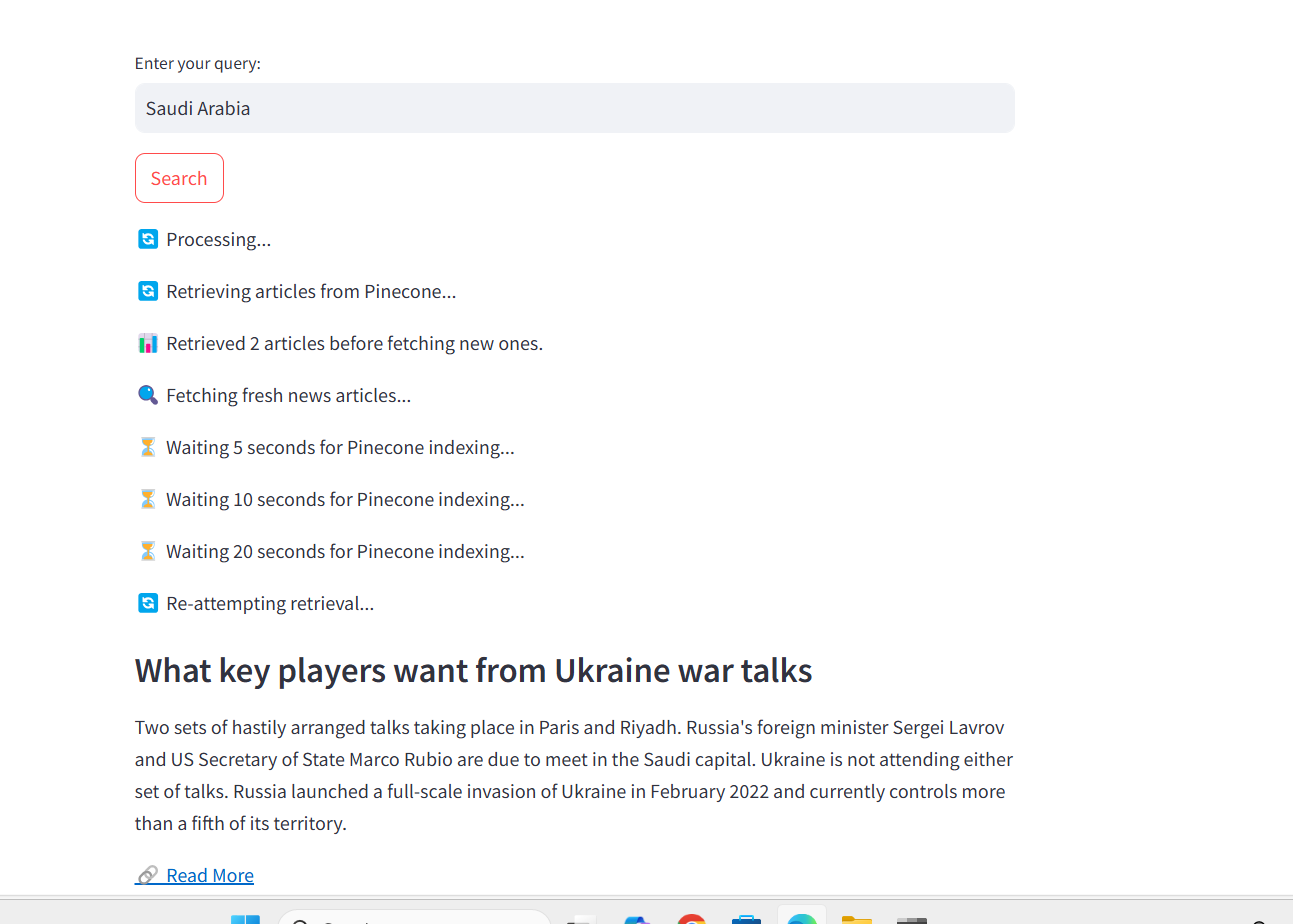 Enter your query:
Saudi Arabia
Search
Processing...
Retrieving articles from Pinecone...
Retrieved 2 articles before fetching new ones.
Fetching fresh news articles...
Waiting 5 seconds for Pinecone indexing...
Waiting 10 seconds for Pinecone indexing...
Waiting 20 seconds for Pinecone indexing...
Re-attempting retrieval...
What key players want from Ukraine war talks
Two sets of hastily arranged talks taking place in Paris and Riyadh. Russia's foreign minister Sergei Lavrov
and US Secretary of State Marco Rubio are due to meet in the Saudi capital. Ukraine is not attending either
set of talks. Russia launched a full-scale invasion of Ukraine in February 2022 and currently controls more
than a fifth of its territory.
Read More